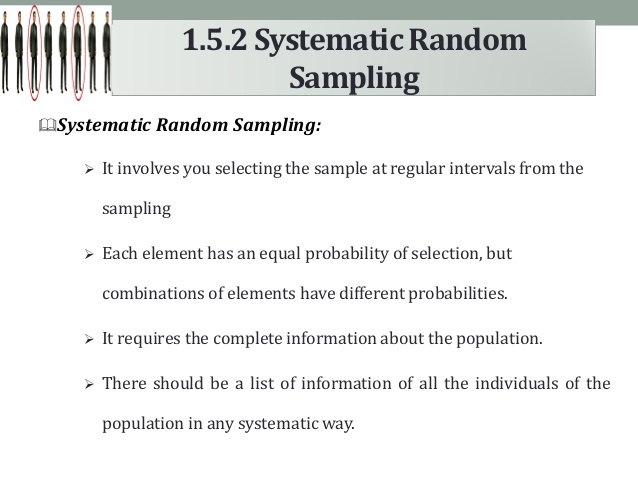 1.5.2 Systematic Random
Sampling
Systematic Random Sampling:
It involves you selecting the sample at regular intervals from the
sampling
Each element has an equal probability of selection, but
combinations of elements have different probabilities.
It requires the complete information about the population.
There should be a list of information of all the individuals of the
population in any systematic way.